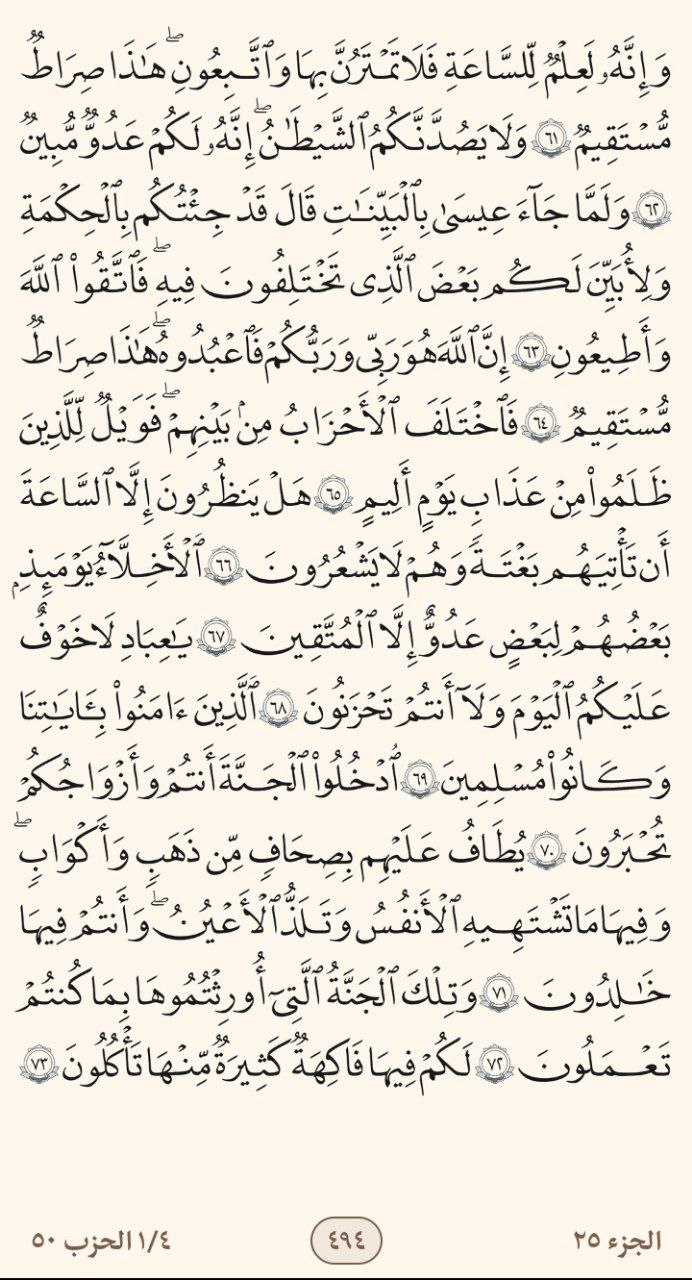 وَإِنَّهُۥ لَعِلْمٌ لِّلسَّاعَةِ فَلَا تَمْتَرُنَّ بِهَا وَٱتَّبِعُونِ ۖ هَٰذَا صِرَاطٌ
مُّسْتَقِيمٌ ٦١ وَلَا يَصُدَّنَّكُمُ ٱلشَّيْطَٰنُ ۖ إِنَّهُۥ لَكُمْ عَدُوٌّ مُّبِينٌ
٦٢ وَلَمَّا جَآءَ عِيسَىٰ بِٱلْبَيِّنَٰتِ قَالَ قَدْ جِئْتُكُم بِٱلْحِكْمَةِ
وَلِأُبَيِّنَ لَكُم بَعْضَ ٱلَّذِى تَخْتَلِفُونَ فِيهِ ۖ فَٱتَّقُوا۟ ٱللَّهَ
وَأَطِيعُونِ ٦٣ إِنَّ ٱللَّهَ هُوَ رَبِّى وَرَبُّكُمْ فَٱعْبُدُوهُ ۖ هَٰذَا صِرَاطٌ
مُّسْتَقِيمٌ ٦٤ فَٱخْتَلَفَ ٱلْأَحْزَابُ مِنۢ بَيْنِهِمْ ۖ فَوَيْلٌ لِّلَّذِينَ
ظَلَمُوا۟ مِنْ عَذَابِ يَوْمٍ أَلِيمٍ ٦٥ هَلْ يَنظُرُونَ إِلَّا ٱلسَّاعَةَ
أَن تَأْتِيَهُم بَغْتَةً وَهُمْ لَا يَشْعُرُونَ ٦٦ ٱلْأَخِلَّآءُ يَوْمَئِذٍۭ
بَعْضُهُمْ لِبَعْضٍ عَدُوٌّ إِلَّا ٱلْمُتَّقِينَ ٦٧ يَٰعِبَادِ لَا خَوْفٌ
عَلَيْكُمُ ٱلْيَوْمَ وَلَآ أَنتُمْ تَحْزَنُونَ ٦٨ ٱلَّذِينَ ءَامَنُوا۟ بِـَٔايَٰتِنَا
وَكَانُوا۟ مُسْلِمِينَ ٦٩ ٱدْخُلُوا۟ ٱلْجَنَّةَ أَنتُمْ وَأَزْوَٰجُكُمْ
تُحْبَرُونَ ٧٠ يُطَافُ عَلَيْهِم بِصِحَافٍ مِّن ذَهَبٍ وَأَكْوَابٍ ۖ
وَفِيهَا مَا تَشْتَهِيهِ ٱلْأَنفُسُ وَتَلَذُّ ٱلْأَعْيُنُ ۖ وَأَنتُمْ فِيهَا
خَٰلِدُونَ ٧١ وَتِلْكَ ٱلْجَنَّةُ ٱلَّتِىٓ أُورِثْتُمُوهَا بِمَا كُنتُمْ
تَعْمَلُونَ ٧٢ لَكُمْ فِيهَا فَٰكِهَةٌ كَثِيرَةٌ مِّنْهَا تَأْكُلُونَ ٧٣
الجزء ٢٥ ٤٩٤ ١/٤ الحزب ٥٠